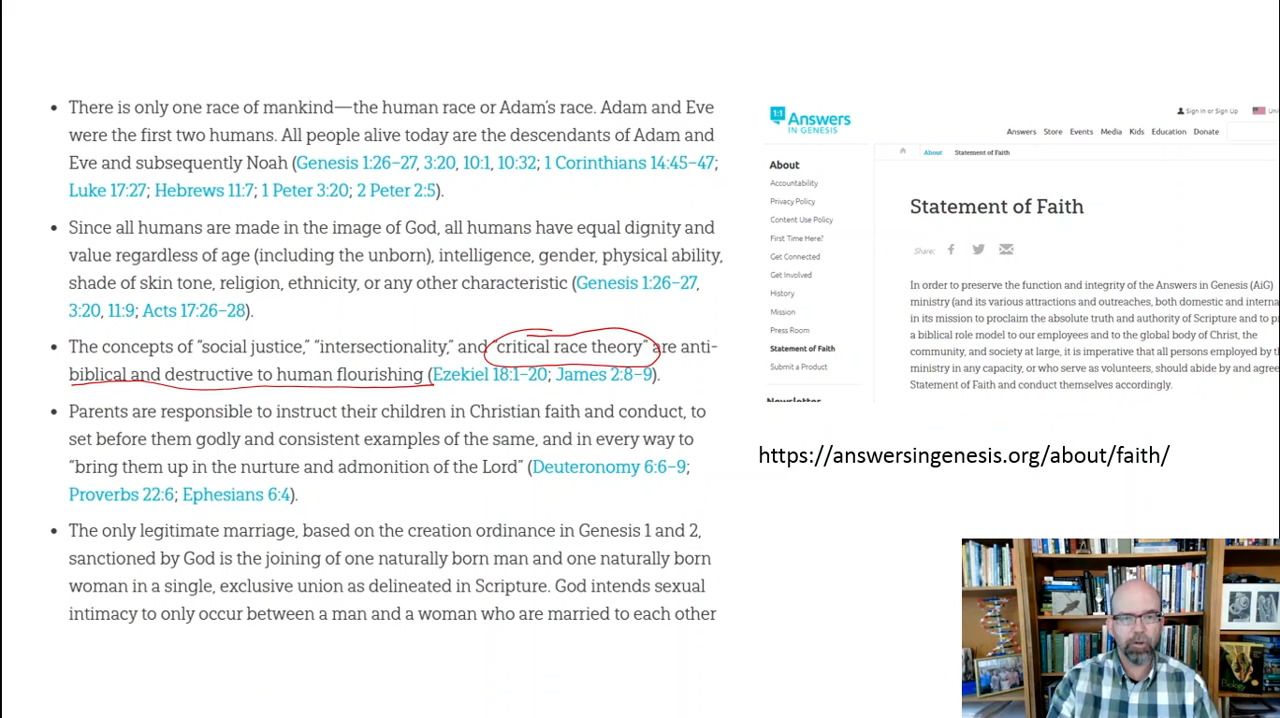 • There is only one race of mankind—the human race or Adam’s race. Adam and Eve
were the first two humans. All people alive today are the descendants of Adam and
Eve and subsequently Noah (Genesis 1:26–27, 3:20, 10:1, 10:32; 1 Corinthians 14:45–47;
Luke 17:27; Hebrews 11:7; 1 Peter 3:20; 2 Peter 2:5).
• Since all humans are made in the image of God, all humans have equal dignity and
value regardless of age (including the unborn), intelligence, gender, physical ability,
shade of skin tone, religion, ethnicity, or any other characteristic (Genesis 1:26–27,
3:20, 11:9; Acts 17:26–28).
• The concepts of “social justice,” “intersectionality,” and “critical race theory” are anti-
biblical and destructive to human flourishing (Ezekiel 18:1–20; James 2:8–9).
• Parents are responsible to instruct their children in Christian faith and conduct, to
set before them godly and consistent examples of the same, and in every way to
“bring them up in the nurture and admonition of the Lord” (Deuteronomy 6:6–9;
Proverbs 22:6; Ephesians 6:4).
• The only legitimate marriage, based on the creation ordinance in Genesis 1 and 2,
sanctioned by God is the joining of one naturally born man and one naturally born
woman in a single, exclusive union as delineated in Scripture. God intends sexual
intimacy to only occur between a man and a woman who are married to each other
1:1 Answers
IN GENESIS
Sign In or Sign Up
Answers Store Events Media Kids Education Donate
About
Accountability
Privacy Policy
Content Use Policy
First Time Here?
Get Connected
Get Involved
History
Mission
Press Room
Statement of Faith
Submit a Product
Newsletter
About Statement of Faith
Statement of Faith
Share:
In order to preserve the function and integrity of the Answers in Genesis (AiG)
ministry (and its various attractions and outreaches, both domestic and
in its mission to proclaim the absolute truth and authority of Scripture and to
a biblical role model to our employees and to the global body of Christ, the
community, and society at large, it is imperative that all persons employed by
ministry in any capacity, or who serve as volunteers, should abide by and
Statement of Faith and conduct themselves accordingly.
https://answersingenesis.org/about/faith/
Biology